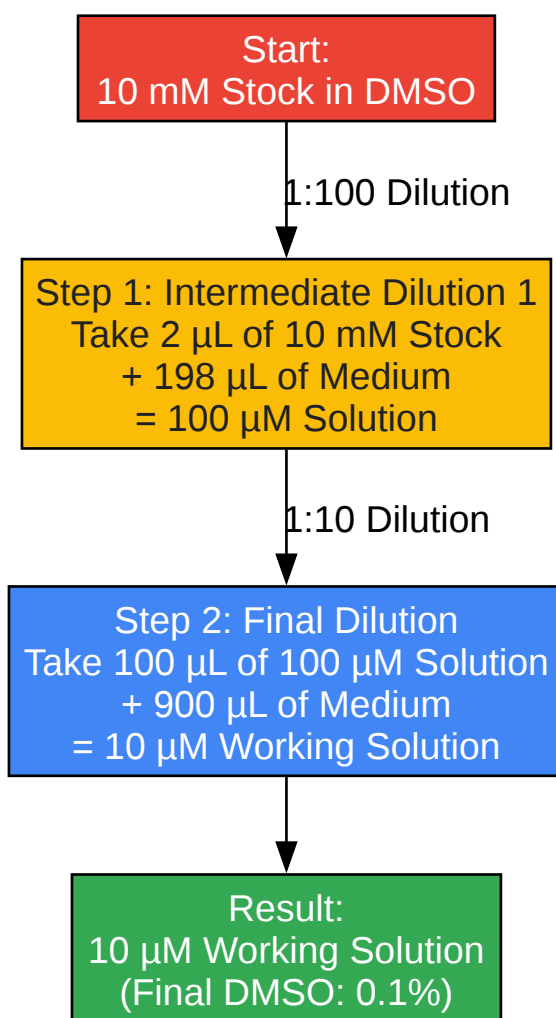 Start:
10 mM Stock in DMSO
1:100 Dilution
Step 1: Intermediate Dilution 1
Take 2 µL of 10 mM Stock
+ 198 µL of Medium
= 100 µM Solution
1:10 Dilution
Step 2: Final Dilution
Take 100 µL of 100 µM Solution
+ 900 µL of Medium
= 10 µM Working Solution
Result:
10 µM Working Solution
(Final DMSO: 0.1%)